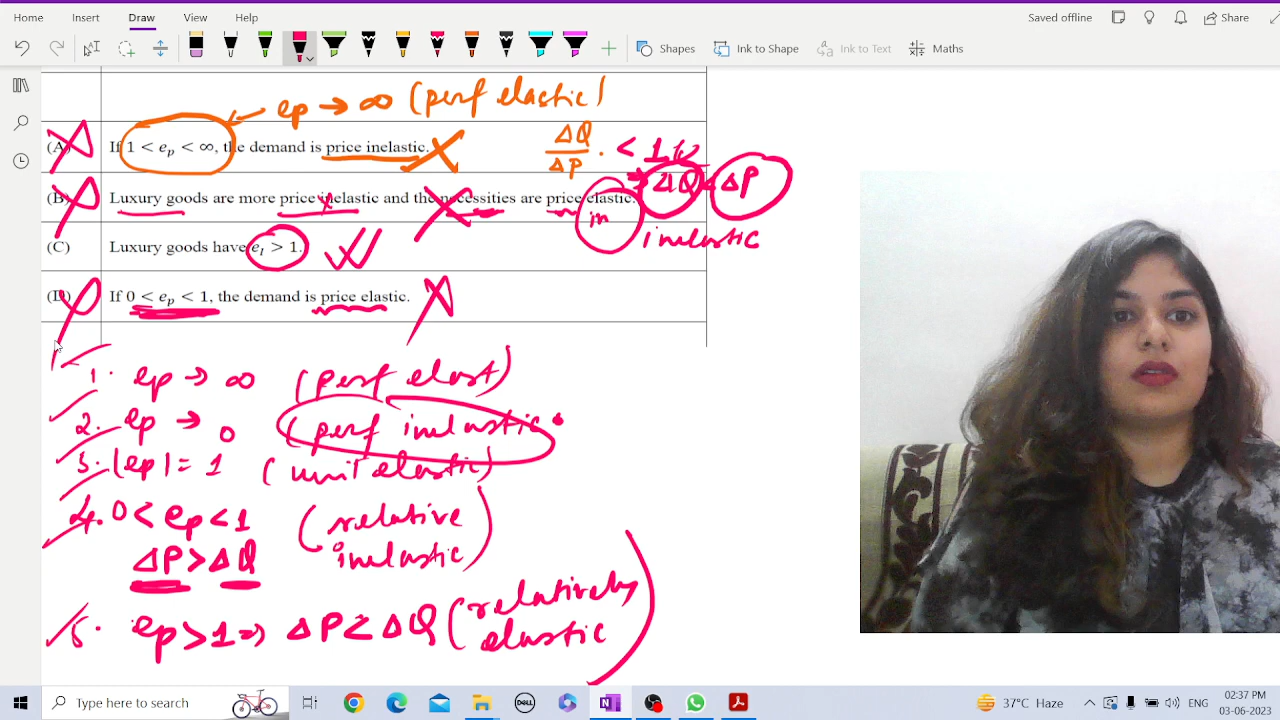 Home Insert Draw View Help Saved offline Share
Shapes Ink to Shape Ink to Text Maths
ep → ∞ (perf elastic)
(A) If 1 < ep < ∞, the demand is price inelastic.
ΔQ
ΔP . < 1
(B) Luxury goods are more price inelastic and the necessities are price elastic.
→ ΔQ < ΔP
in
(C) Luxury goods have eI > 1.
inelastic
(D) If 0 < ep < 1, the demand is price elastic.
1. ep → ∞ (perf elast)
2. ep → 0 (perf inelastic
3. |ep| = 1 (unit elastic)
4. 0 < ep < 1 (relative
inelastic)
ΔP > ΔQ
5. ep > 1 => ΔP < ΔQ (relatively
elastic)
Type here to search
DELL
37°C Haze ENG 02:37 PM
03-06-2023